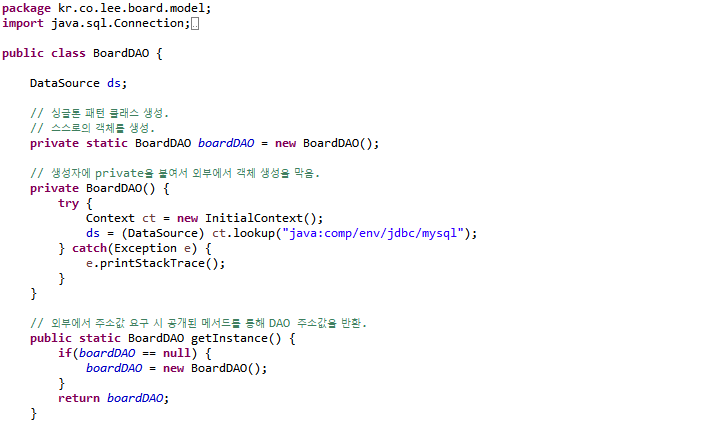 package kr.co.lee.board.model;
import java.sql.Connection;
public class BoardDAO {
DataSource ds;
// 싱글톤 패턴 클래스 생성.
// 스스로의 객체를 생성.
private static BoardDAO boardDAO = new BoardDAO();
// 생성자에 private을 붙여서 외부에서 객체 생성을 막음.
private BoardDAO() {
try {
Context ct = new InitialContext();
ds = (DataSource) ct.lookup("java:comp/env/jdbc/mysql");
} catch(Exception e) {
e.printStackTrace();
}
}
// 외부에서 주소값 요구 시 공개된 메서드를 통해 DAO 주소값을 반환.
public static BoardDAO getInstance() {
if(boardDAO == null) {
boardDAO = new BoardDAO();
}
return boardDAO;
}